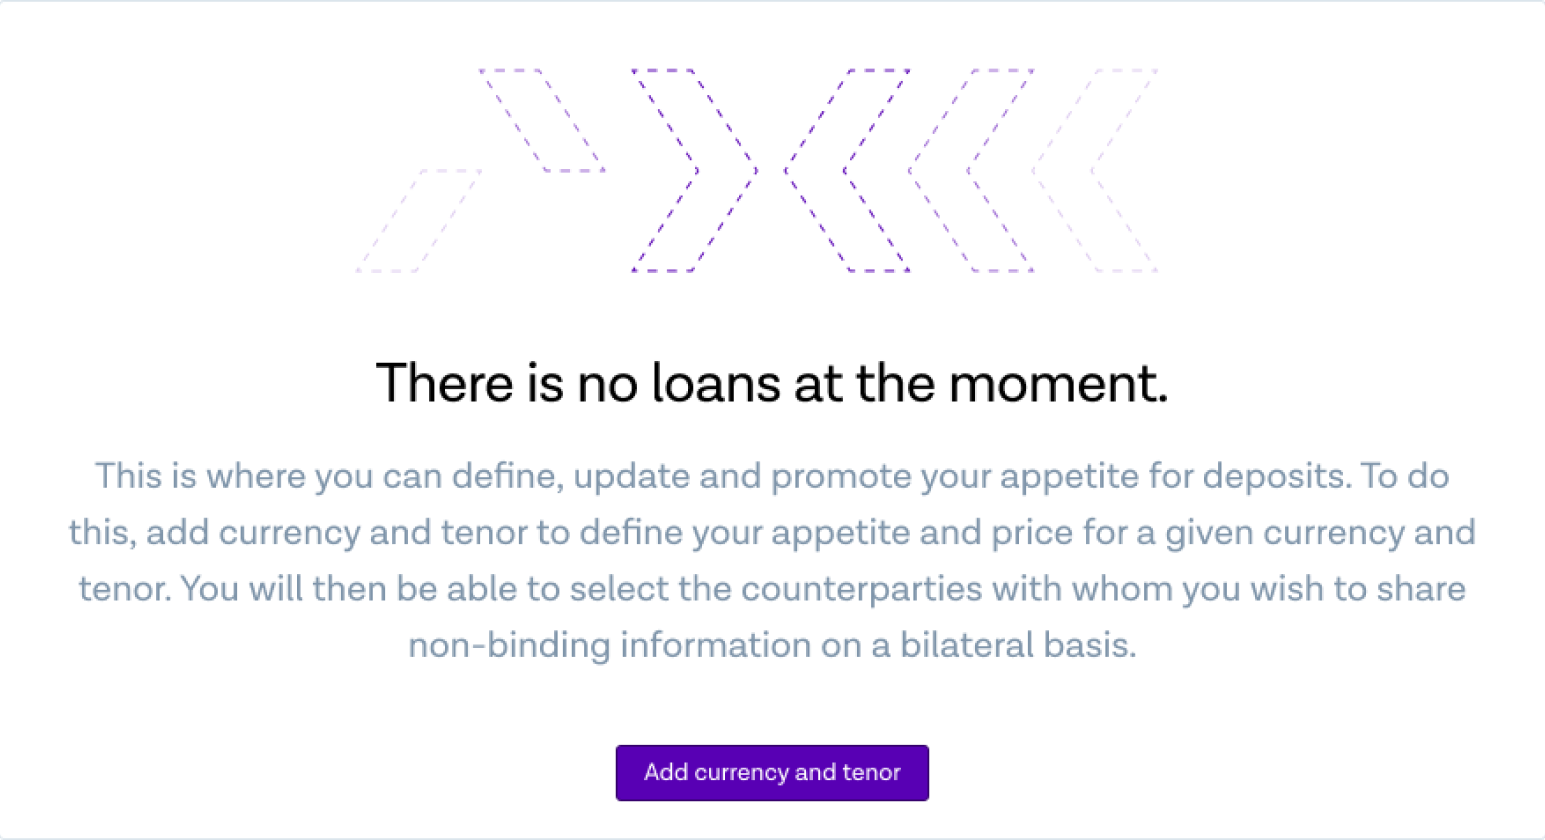 There is no loans at the moment.
This is where you can define, update and promote your appetite for deposits. To do
this, add currency and tenor to define your appetite and price for a given currency and
tenor. You will then be able to select the counterparties with whom you wish to share
non-binding information on a bilateral basis.
Add currency and tenor